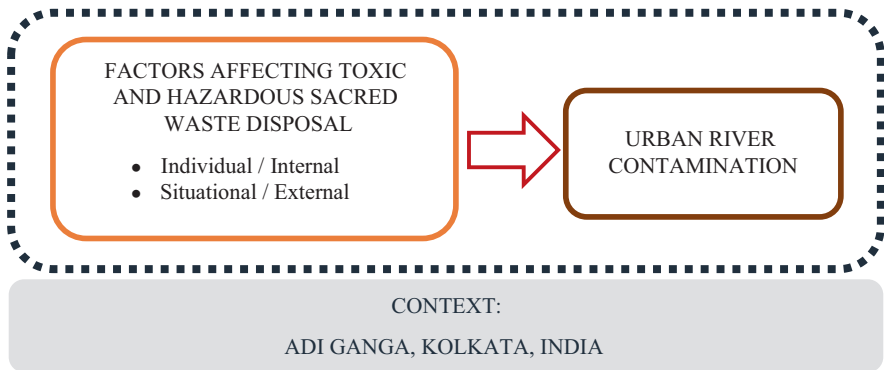 FACTORS AFFECTING TOXIC
AND HAZARDOUS SACRED
WASTE DISPOSAL
• Individual / Internal
• Situational / External
URBAN RIVER
CONTAMINATION
CONTEXT:
ADI GANGA, KOLKATA, INDIA